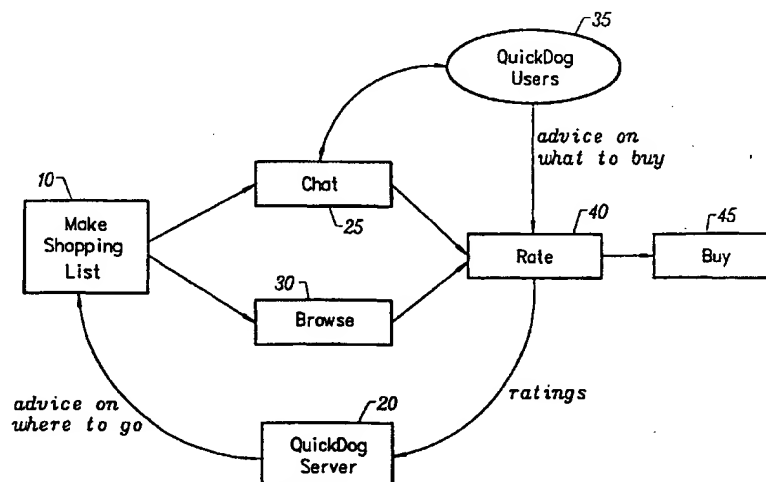 35
QuickDog
Users
advice on
what to buy
10
Make
Shopping
List
Chat
25
40
Rate
45
Buy
30
Browse
ratings
advice on
where to go
20
QuickDog
Server